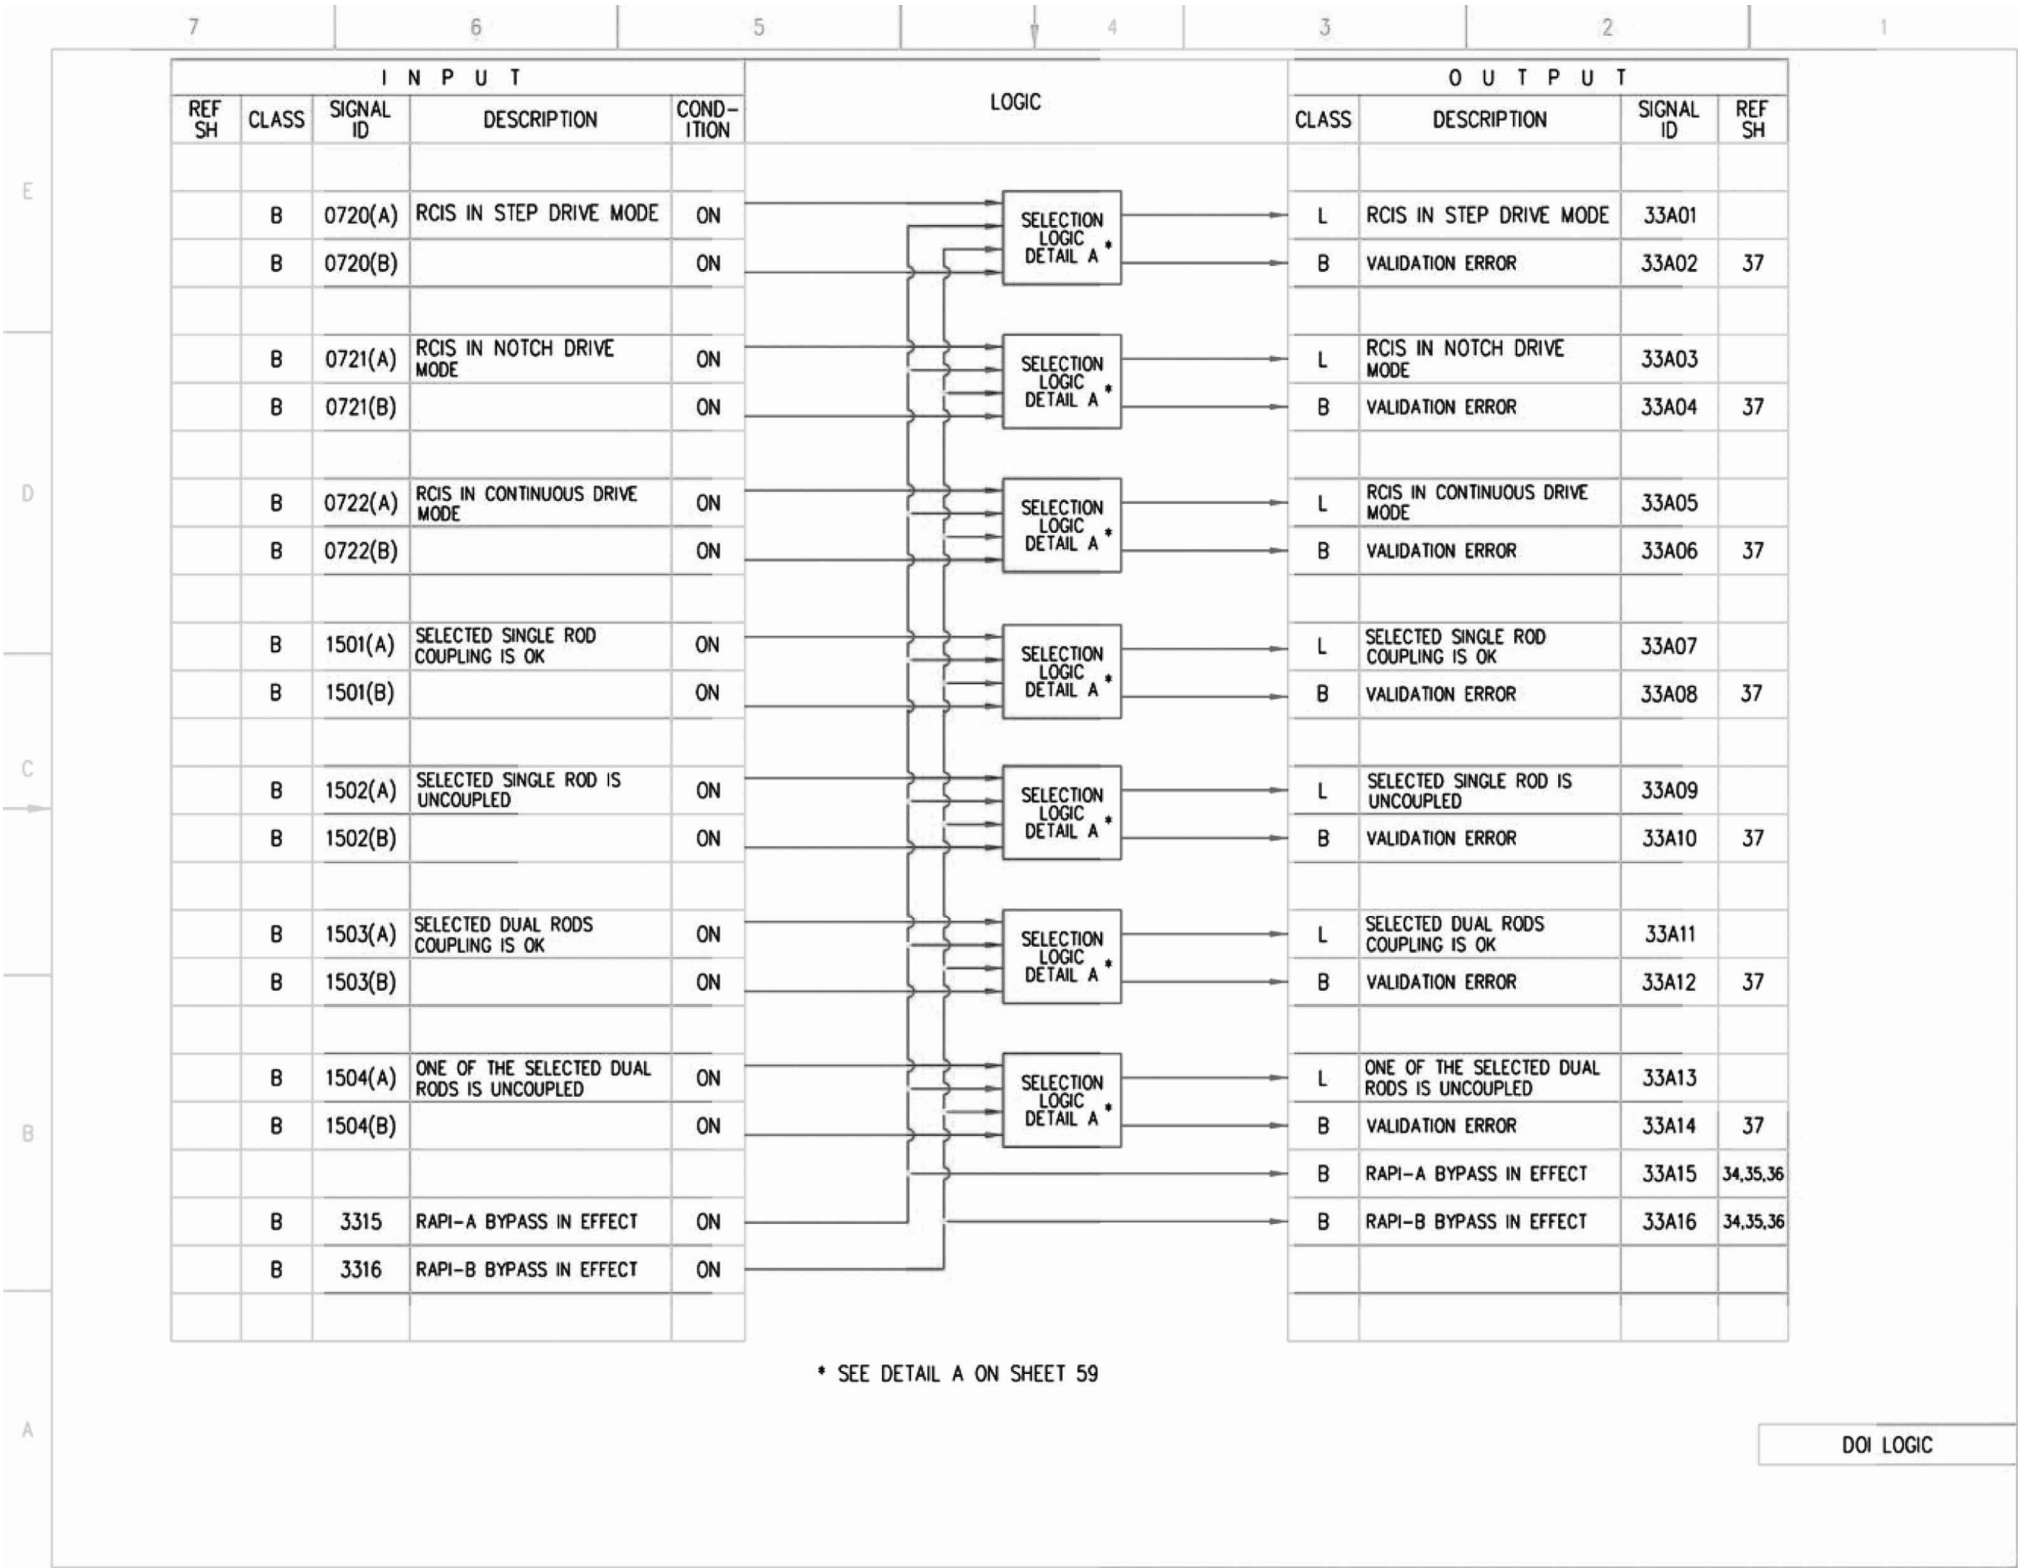 7 6 5 4 3 2 1
I N P U T
LOGIC
O U T P U T
REF SH CLASS SIGNAL ID DESCRIPTION COND-ITION CLASS DESCRIPTION SIGNAL ID REF SH
E
B 0720(A) RCIS IN STEP DRIVE MODE ON
SELECTION
LOGIC
DETAIL A *
L RCIS IN STEP DRIVE MODE 33A01
B 0720(B) ON
B VALIDATION ERROR 33A02 37
B 0721(A) RCIS IN NOTCH DRIVE
MODE ON
SELECTION
LOGIC
DETAIL A *
L RCIS IN NOTCH DRIVE
MODE 33A03
B 0721(B) ON
B VALIDATION ERROR 33A04 37
D
B 0722(A) RCIS IN CONTINUOUS DRIVE
MODE ON
SELECTION
LOGIC
DETAIL A *
L RCIS IN CONTINUOUS DRIVE
MODE 33A05
B 0722(B) ON
B VALIDATION ERROR 33A06 37
B 1501(A) SELECTED SINGLE ROD
COUPLING IS OK ON
SELECTION
LOGIC
DETAIL A *
L SELECTED SINGLE ROD
COUPLING IS OK 33A07
B 1501(B) ON
B VALIDATION ERROR 33A08 37
C
B 1502(A) SELECTED SINGLE ROD IS
UNCOUPLED ON
SELECTION
LOGIC
DETAIL A *
L SELECTED SINGLE ROD IS
UNCOUPLED 33A09
B 1502(B) ON
B VALIDATION ERROR 33A10 37
B 1503(A) SELECTED DUAL RODS
COUPLING IS OK ON
SELECTION
LOGIC
DETAIL A *
L SELECTED DUAL RODS
COUPLING IS OK 33A11
B 1503(B) ON
B VALIDATION ERROR 33A12 37
B 1504(A) ONE OF THE SELECTED DUAL
RODS IS UNCOUPLED ON
SELECTION
LOGIC
DETAIL A *
L ONE OF THE SELECTED DUAL
RODS IS UNCOUPLED 33A13
B
B 1504(B) ON
B VALIDATION ERROR 33A14 37
B RAPI-A BYPASS IN EFFECT 33A15 34,35,36
B 3315 RAPI-A BYPASS IN EFFECT ON
B RAPI-B BYPASS IN EFFECT 33A16 34,35,36
B 3316 RAPI-B BYPASS IN EFFECT ON
* SEE DETAIL A ON SHEET 59
A
DOI LOGIC